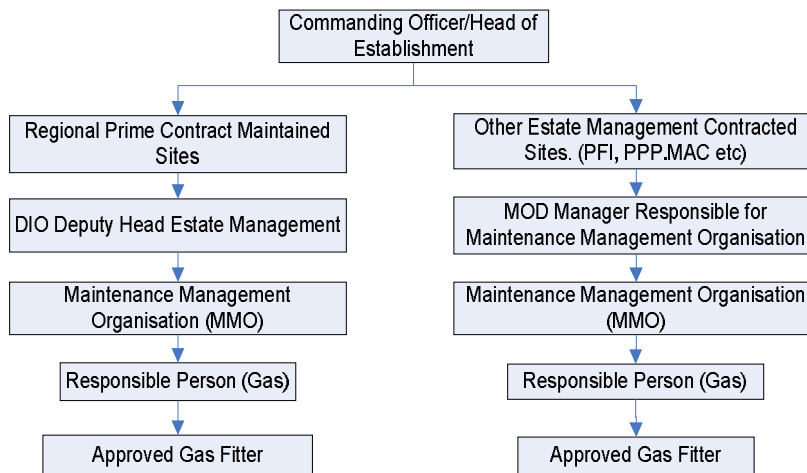 Commanding Officer/Head of
Establishment
Regional Prime Contract Maintained
Sites
DIO Deputy Head Estate Management
Maintenance Management
Organisation (MMO)
Responsible Person (Gas)
Approved Gas Fitter
Other Estate Management Contracted
Sites. (PFI, PPP.MAC etc)
MOD Manager Responsible for
Maintenance Management Organisation
Maintenance Management Organisation
(MMO)
Responsible Person (Gas)
Approved Gas Fitter